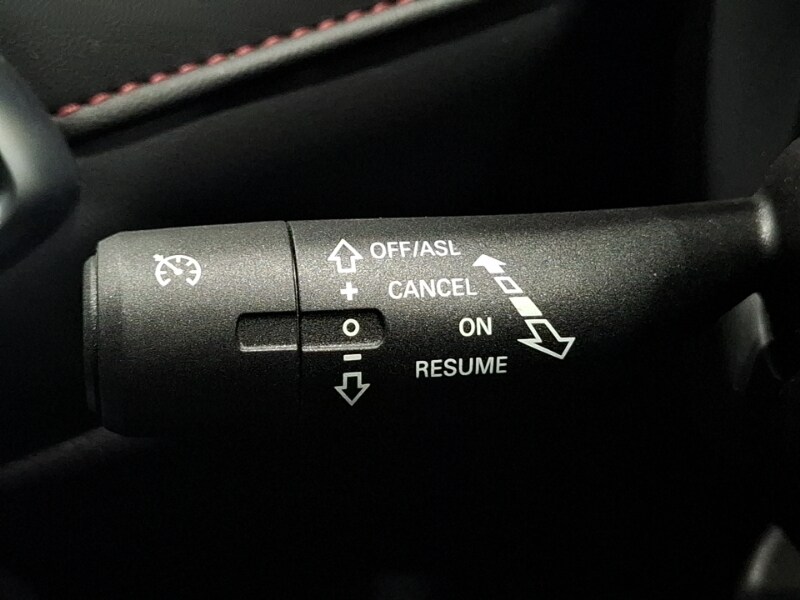 OFF/ASL
+ CANCEL
O ON
- RESUME